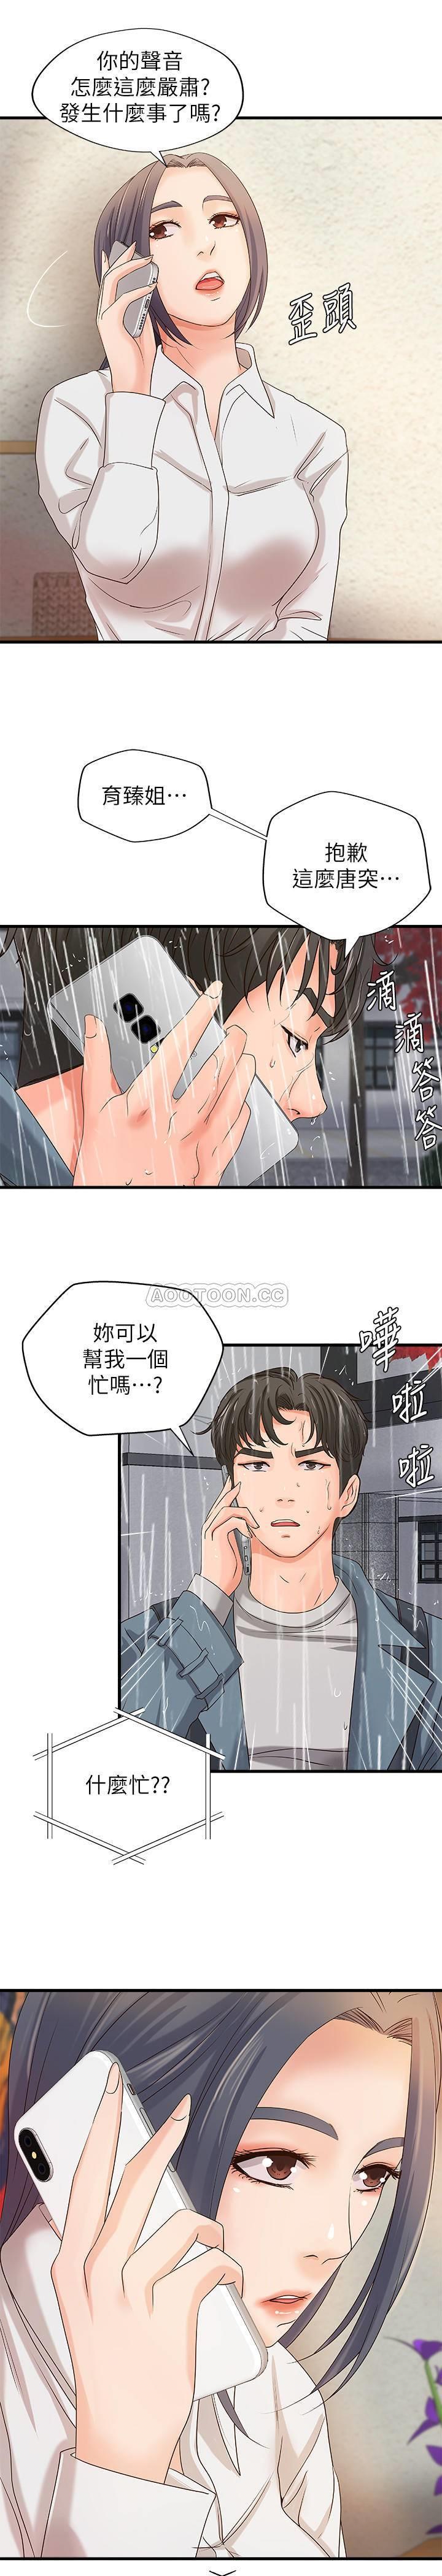 你的聲音
怎麼這麼嚴肅?
發生什麼事了嗎?
歪頭
育臻姐⋯
抱歉
這麼唐突⋯
滴滴答答
AOOTOON.CC
妳可以
幫我一個
忙嗎⋯?
嘩啦啦
什麼忙??